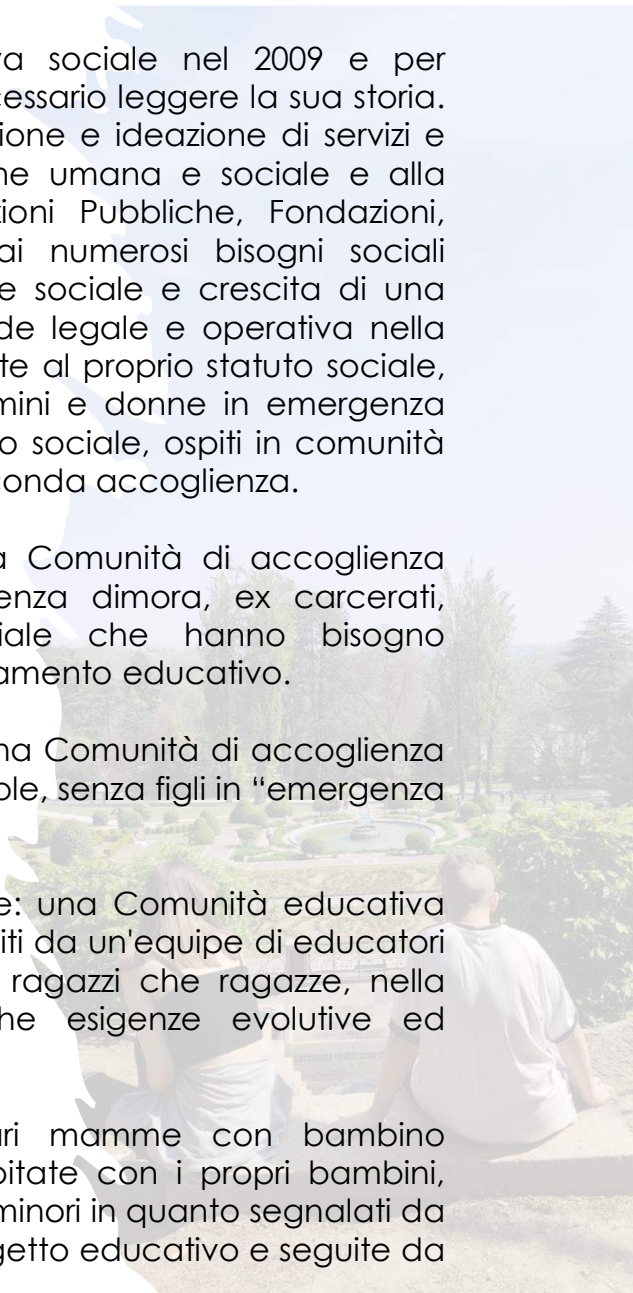 va sociale nel 2009 e per
cessario leggere la sua storia.
zione e ideazione di servizi e
ne umana e sociale e alla
zioni Pubbliche, Fondazioni,
ai numerosi bisogni sociali
e sociale e crescita di una
de legale e operativa nella
te al proprio statuto sociale,
mini e donne in emergenza
o sociale, ospiti in comunità
conda accoglienza.
a Comunità di accoglienza
enza dimora, ex carcerati,
iale che hanno bisogno
amento educativo.
na Comunità di accoglienza
ole, senza figli in “emergenza
e: una Comunità educativa
iti da un'equipe di educatori
ragazzi che ragazze, nella
he esigenze evolutive ed
ri mamme con bambino
pitate con i propri bambini,
minori in quanto segnalati da
getto educativo e seguite da